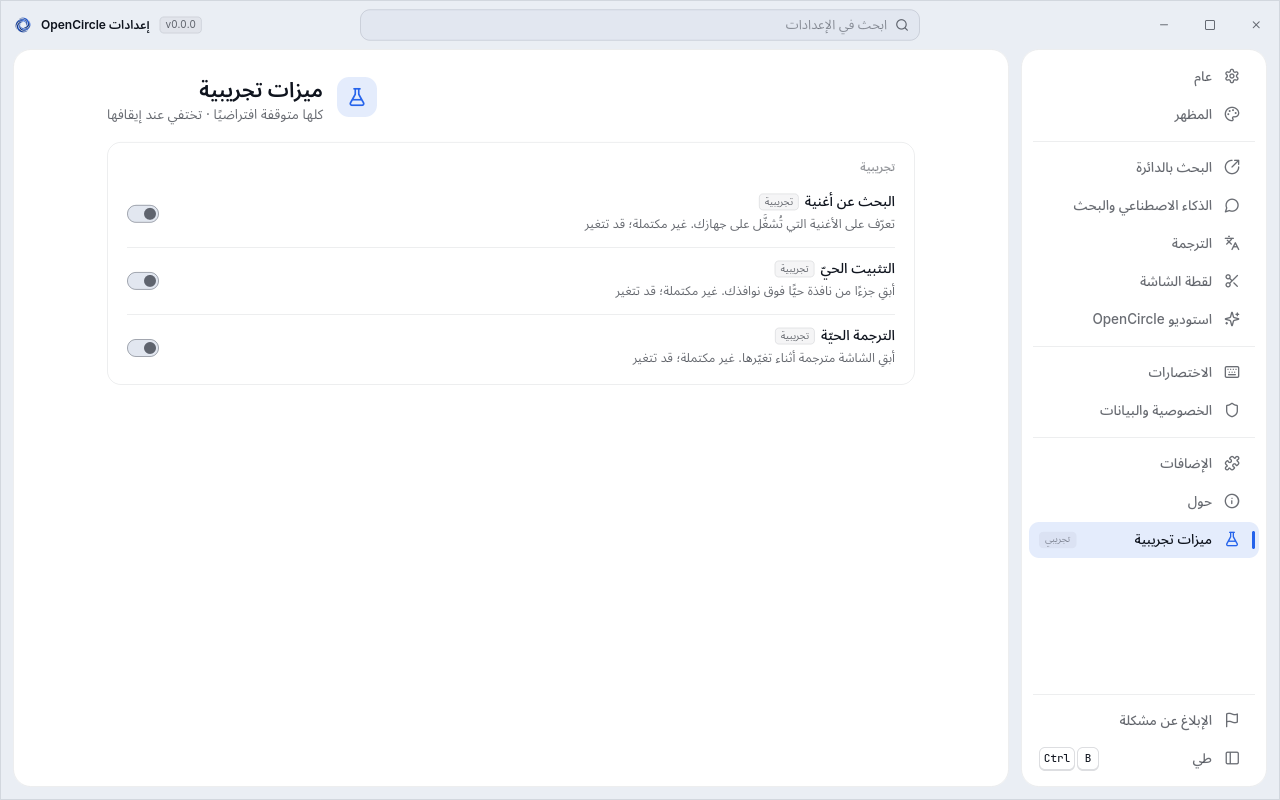 إعدادات OpenCircle
v0.0.0
ابحث في الإعدادات
عام
المظهر
البحث بالدائرة
الذكاء الاصطناعي والبحث
الترجمة
لقطة الشاشة
استوديو OpenCircle
الاختصارات
الخصوصية والبيانات
الإضافات
حول
ميزات تجريبية
تجريبي
الإبلاغ عن مشكلة
طي
Ctrl B
ميزات تجريبية
كلها متوقفة افتراضيًا · تختفي عند إيقافها
تجريبية
البحث عن أغنية تجريبية
تعرّف على الأغنية التي تُشغَّل على جهازك. غير مكتملة؛ قد تتغير
التثبيت الحيّ تجريبية
أبقِ جزءًا من نافذة حيًّا فوق نوافذك. غير مكتملة؛ قد تتغير
الترجمة الحيّة تجريبية
أبقِ الشاشة مترجمة أثناء تغيّرها. غير مكتملة؛ قد تتغير